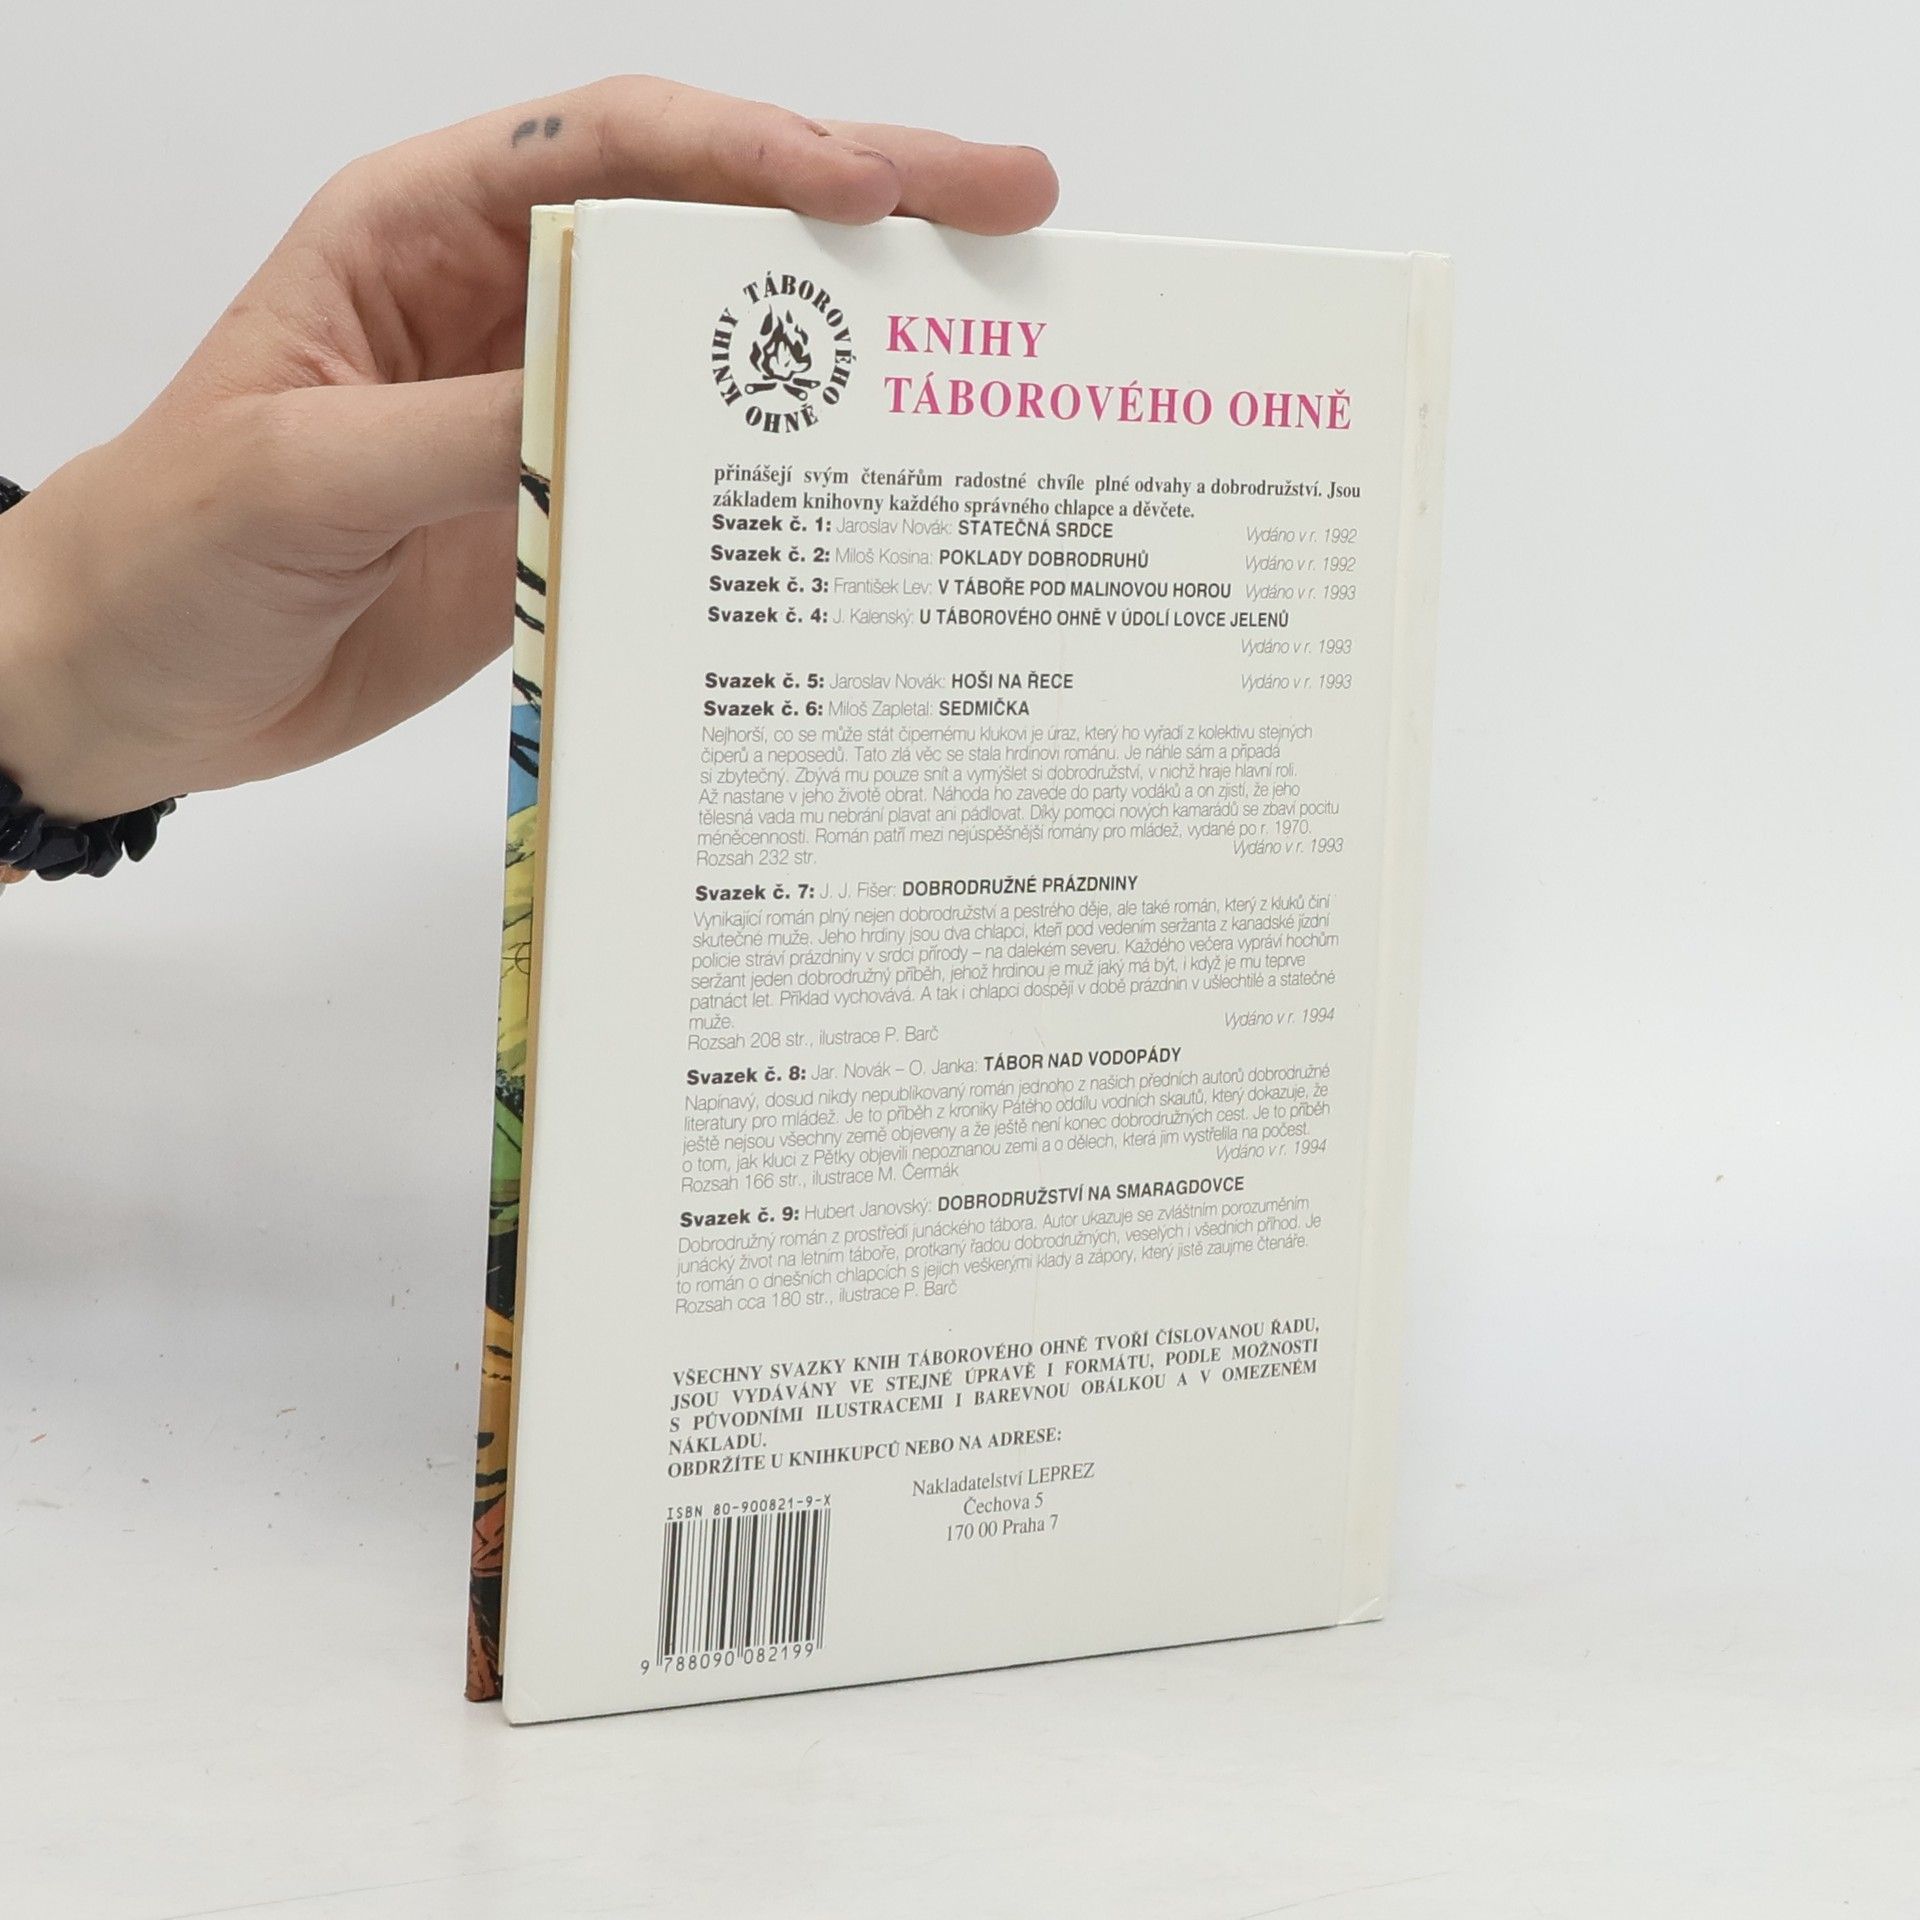 KNIHY TÁBOROVÉHO OHNĚ
KNIHY
TÁBOROVÉHO OHNĚ
přinášejí svým čtenářům radostné chvíle plné odvahy a dobrodružství. Jsou
základem knihovny každého správného chlapce a děvčete.
Svazek č. 1: Jaroslav Novák: STATEČNÁ SRDCE Vydáno v r. 1992
Svazek č. 2: Miloš Kosina: POKLADY DOBRODRUHŮ Vydáno v r. 1992
Svazek č. 3: František Lev: V TÁBOŘE POD MALINOVOU HOROU Vydáno v r. 1993
Svazek č. 4: J. Kalenský: U TÁBOROVÉHO OHNĚ V ÚDOLÍ LOVCE JELENŮ
Vydáno v r. 1993
Svazek č. 5: Jaroslav Novák: HOŠI NA ŘECE Vydáno v r. 1993
Svazek č. 6: Miloš Zapletal: SEDMIČKA
Nejhorší, co se může stát čipernému klukovi je úraz, který ho vyřadí z kolektivu stejných
čiperů a neposedů. Tato zlá věc se stala hrdinovi románu. Je náhle sám a připadá
si zbytečný. Zbývá mu pouze snít a vymýšlet si dobrodružství, v nichž hraje hlavní roli.
Až nastane v jeho životě obrat. Náhoda ho zavede do party vodáků a on zjistí, že jeho
tělesná vada mu nebrání plavat ani pádlovat. Díky pomoci nových kamarádů se zbaví pocitu
méněcennosti. Román patří mezi nejúspěšnější romány pro mládež, vydané po r. 1970.
Rozsah 232 str. Vydáno v r. 1993
Svazek č. 7: J. J. Fišer: DOBRODRUŽNÉ PRÁZDNINY
Vynikající román plný nejen dobrodružství a pestrého děje, ale také román, který z kluků činí
skutečné muže. Jeho hrdiny jsou dva chlapci, kteří pod vedením seržanta z kanadské jízdní
policie stráví prázdniny v srdci přírody – na dalekém severu. Každého večera vypráví hochům
seržant jeden dobrodružný příběh, jehož hrdinou je muž jaký má být, i když je mu teprve
patnáct let. Příklad vychovává. A tak i chlapci dospějí v době prázdnin v ušlechtilé a statečné
muže. Vydáno v r. 1994
Rozsah 208 str., ilustrace P. Barč
Svazek č. 8: Jar. Novák – O. Janka: TÁBOR NAD VODOPÁDY
Napínavý, dosud nikdy nepublikovaný román jednoho z našich předních autorů dobrodružné
literatury pro mládež. Je to příběh z kroniky Pátého oddílu vodních skautů, který dokazuje, že
ještě nejsou všechny země objeveny a že ještě není konec dobrodružných cest. Je to příběh
o tom, jak kluci z Pětky objevili nepoznanou zemi a o dělech, která jim vystřelila na počest.
Vydáno v r. 1994
Rozsah 166 str., ilustrace M. Čermák
Svazek č. 9: Hubert Janovský: DOBRODRUŽSTVÍ NA SMARAGDOVCE
Dobrodružný román z prostředí junáckého tábora. Autor ukazuje se zvláštním porozuměním
junácký život na letním táboře, protkaný řadou dobrodružných, veselých i všedních příhod. Je
to román o dnešních chlapcích s jejich veškerými klady a zápory, který jistě zaujme čtenáře.
Rozsah cca 180 str., ilustrace P. Barč
VŠECHNY SVAZKY KNIH TÁBOROVÉHO OHNĚ TVOŘÍ ČÍSLOVANOU ŘADU,
JSOU VYDÁVÁNY VE STEJNÉ ÚPRAVĚ I FORMÁTU, PODLE MOŽNOSTI
S PŮVODNÍMI ILUSTRACEMI I BAREVNOU OBÁLKOU A V OMEZENÉM
NÁKLADU.
OBDRŽÍTE U KNIHKUPCŮ NEBO NA ADRESE:
Nakladatelství LEPREZ
Čechova 5
170 00 Praha 7
ISBN 80-900821-9-X
9 788090 082199